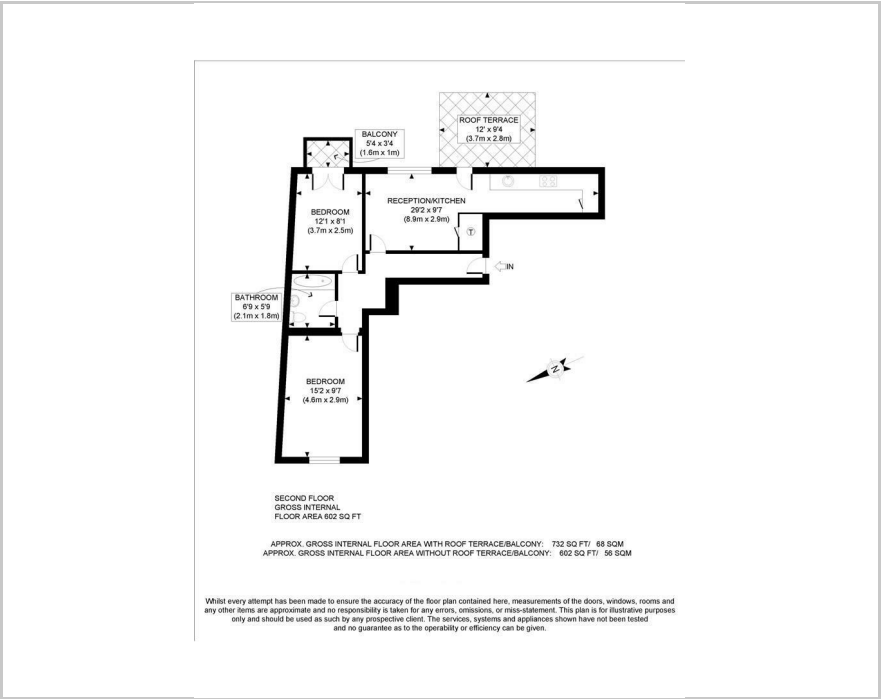 ROOF TERRACE
12' x 9'4
(3.7m x 2.8m)
BALCONY
5'4 x 3'4
(1.6m x 1m)
RECEPTION/KITCHEN
29'2 x 9'7
(8.9m x 2.9m)
BEDROOM
12'1 x 8'1
(3.7m x 2.5m)
T
IN
BATHROOM
6'9 x 5'9
(2.1m x 1.8m)
N
BEDROOM
15'2 x 9'7
(4.6m x 2.9m)
SECOND FLOOR
GROSS INTERNAL
FLOOR AREA 602 SQ FT
APPROX. GROSS INTERNAL FLOOR AREA WITH ROOF TERRACE/BALCONY: 732 SQ FT/ 68 SQM
APPROX. GROSS INTERNAL FLOOR AREA WITHOUT ROOF TERRACE/BALCONY: 602 SQ FT/ 56 SQM
Whilst every attempt has been made to ensure the accuracy of the floor plan contained here, measurements of the doors, windows, rooms and
any other items are approximate and no responsibility is taken for any errors, omissions, or miss-statement. This plan is for illustrative purposes
only and should be used as such by any prospective client. The services, systems and appliances shown have not been tested
and no guarantee as to the operability or efficiency can be given.